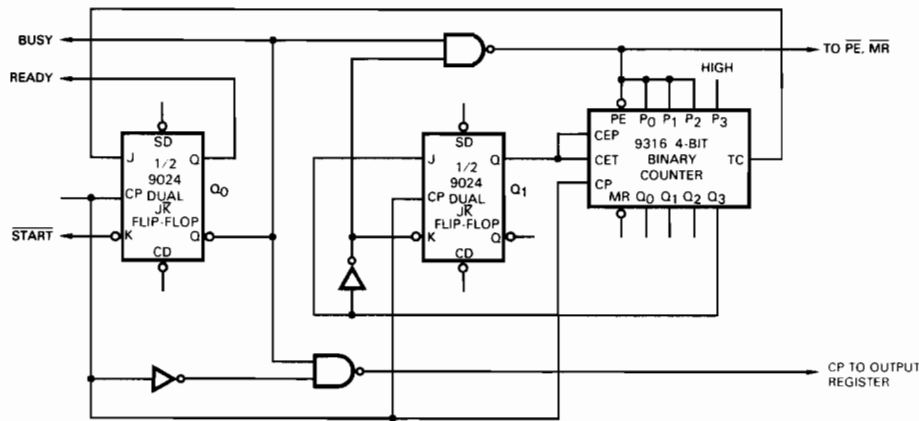 BUSY
READY
START
TO PE, MR
HIGH
SD
J
1/2
Q
9024
CP
DUAL
JK
FLIP-FLOP
K
Q
CD
Q0
SD
J
1/2
Q
9024
CP
DUAL
JK
FLIP-FLOP
K
Q
CD
Q1
PE P0 P1 P2 P3
CEP
9316 4-BIT
CET
BINARY
TC
COUNTER
CP
MR Q0 Q1 Q2 Q3
CP TO OUTPUT
REGISTER